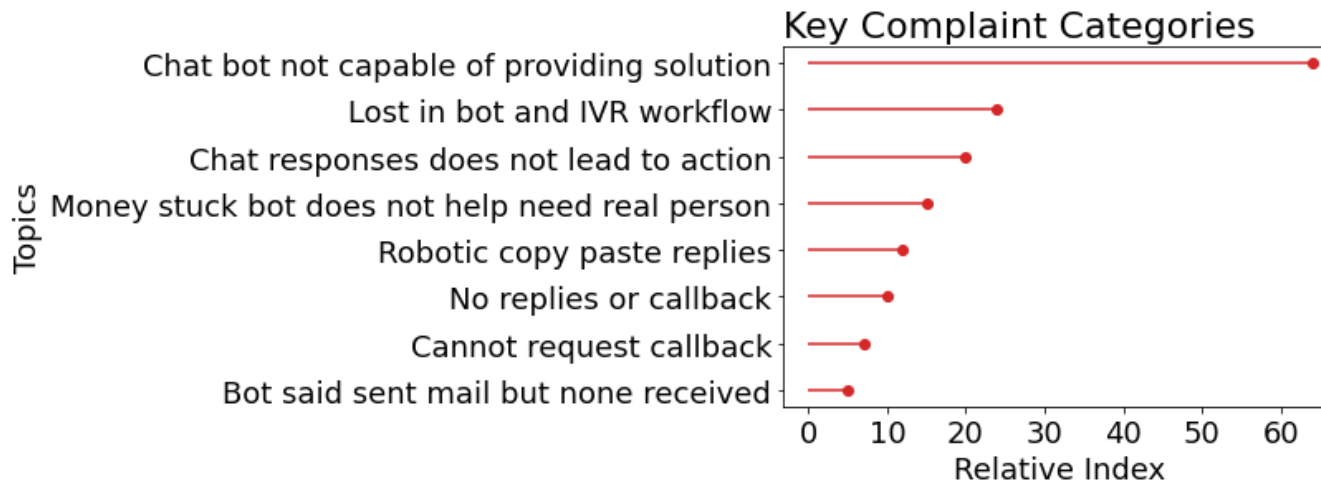 Key Complaint Categories
Topics
Chat bot not capable of providing solution
Lost in bot and IVR workflow
Chat responses does not lead to action
Money stuck bot does not help need real person
Robotic copy paste replies
No replies or callback
Cannot request callback
Bot said sent mail but none received
0 10 20 30 40 50 60
Relative Index